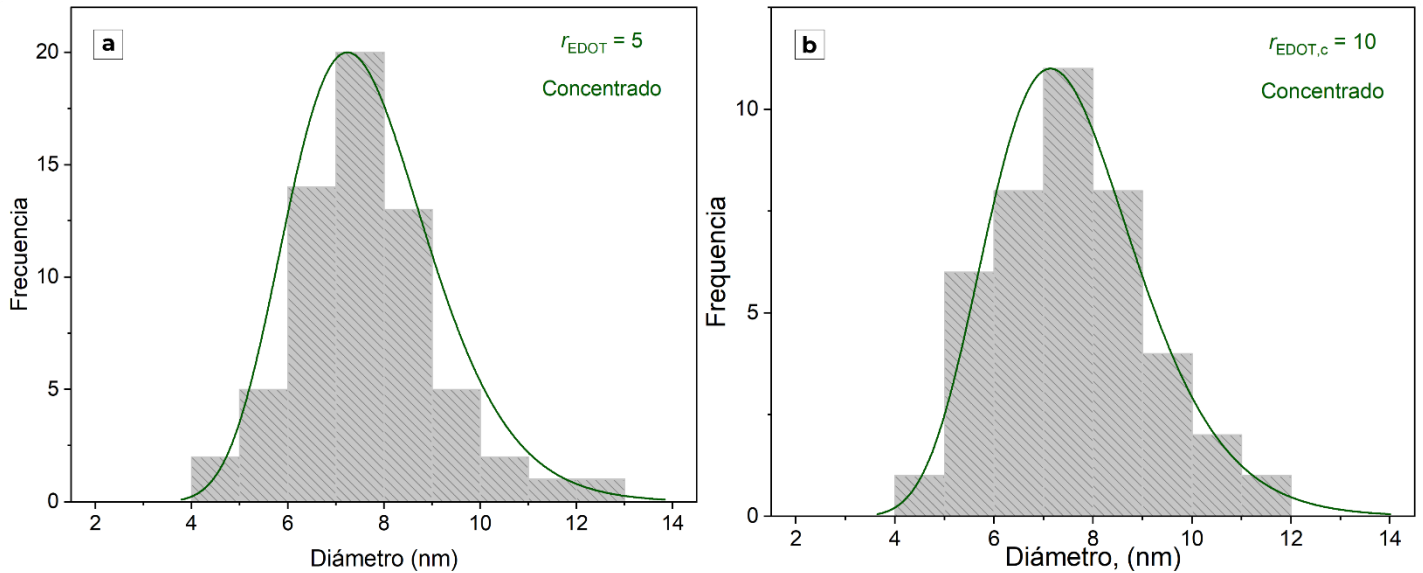 a
r_EDOT = 5
Concentrado
20
15
10
5
0
Frecuencia
2 4 6 8 10 12 14
Diámetro (nm)
b
r_EDOT,c = 10
Concentrado
10
5
0
Frequencia
2 4 6 8 10 12 14
Diámetro, (nm)